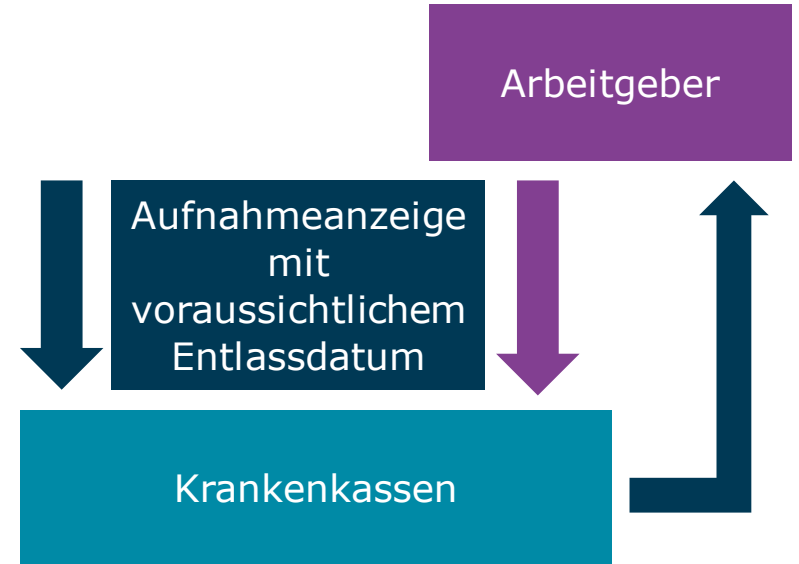 Arbeitgeber
Aufnahmeanzeige
mit
voraussichtlichem
Entlassdatum
Krankenkassen